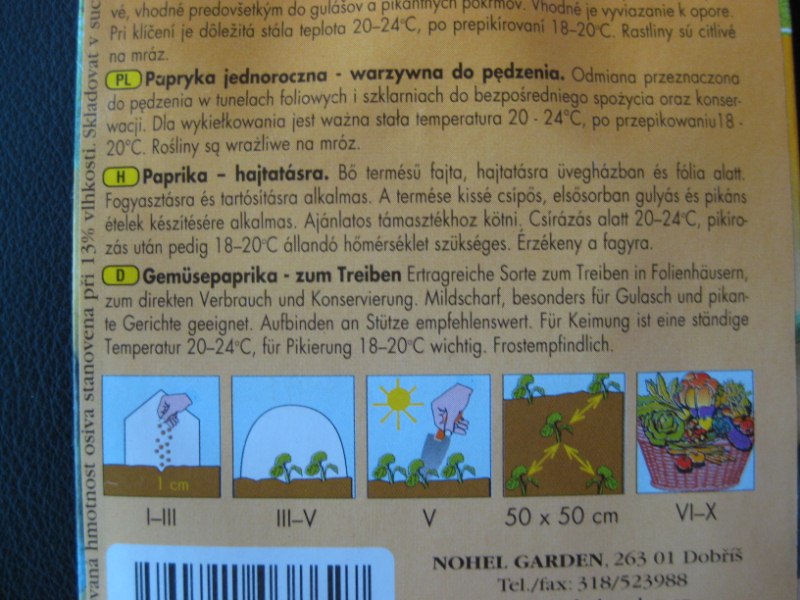 vé, vhodné predovšetkým do gulášov a pikantných pokrmov. Vhodné je vyviazanie k opore.
Pri klíčení je dôležitá stála teplota 20–24°C, po prepikírovaní 18–20°C. Rastliny sú citlivé
na mráz.
PL Papryka jednoroczna - warzywna do pędzenia. Odmiana przeznaczona
do pędzenia w tunelach foliowych i szklarniach do bezpośredniego spożycia oraz konser-
wacji. Dla wykiełkowania jest ważna stała temperatura 20 - 24°C, po przepikowaniu18 -
20°C. Rośliny są wrażliwe na mróz.
H Paprika – hajtatásra. Bő termésű fajta, hajtatásra üvegházban és fólia alatt.
Fogyasztásra és tartósításra alkalmas. A termése kissé csípős, elsősorban gulyás és pikáns
ételek készítésére alkalmas. Ajánlatos támasztékhoz kötni. Csírázás alatt 20–24°C, pikíro-
zás után pedig 18–20°C állandó hőmérséklet szükséges. Érzékeny a fagyra.
D Gemüsepaprika - zum Treiben Ertragreiche Sorte zum Treiben in Folienhäusern,
zum direkten Verbrauch und Konservierung. Mildscharf, besonders für Gulasch und pikan-
te Gerichte geeignet. Aufbinden an Stütze empfehlenswert. Für Keimung ist eine ständige
Temperatur 20–24°C, für Pikierung 18–20°C wichtig. Frostempfindlich.
1 cm
I–III
III–V
V
50 x 50 cm
VI–X
NOHEL GARDEN, 263 01 Dobříš
Tel./fax: 318/523988
hmotnost osiva stanovena při 13% vlhkosti. Skladovat v